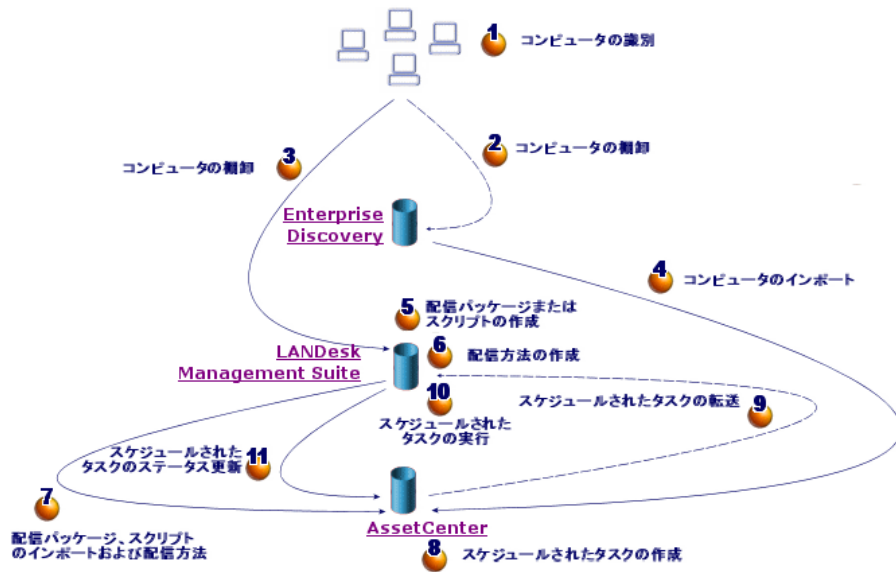 1
コンピュータの識別
2
コンピュータの棚卸
3
コンピュータの棚卸
Enterprise
Discovery
4
コンピュータのインポート
5
配信パッケージまたは
スクリプトの作成
LANDesk
Management Suite
6
配信方法の作成
10
スケジュールされた
タスクの実行
スケジュールされたタスクの転送
9
スケジュールされた
タスクのステータス更新
11
7
配信パッケージ、スクリプト
のインポートおよび配信方法
AssetCenter
8
スケジュールされたタスクの作成